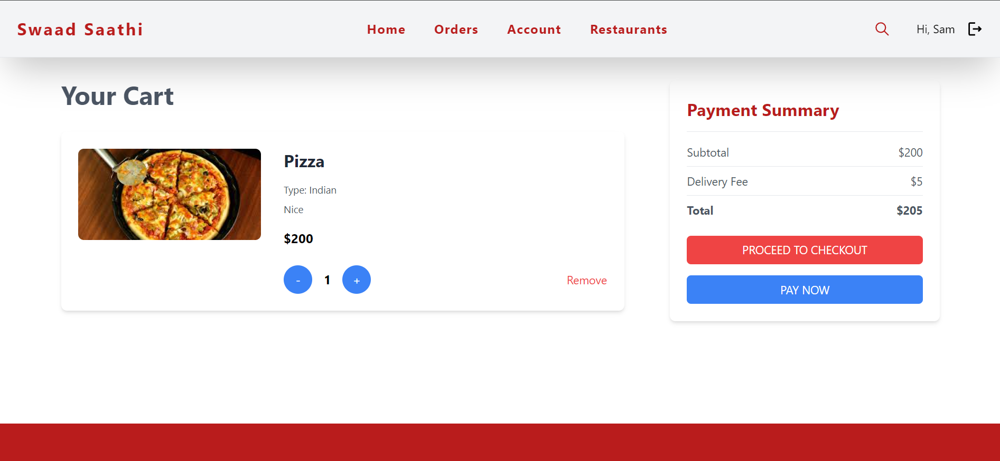 Swaad Saathi
Home Orders Account Restaurants
Hi, Sam
Your Cart
Pizza
Type: Indian
Nice
$200
- 1 +
Remove
Payment Summary
Subtotal $200
Delivery Fee $5
Total $205
PROCEED TO CHECKOUT
PAY NOW